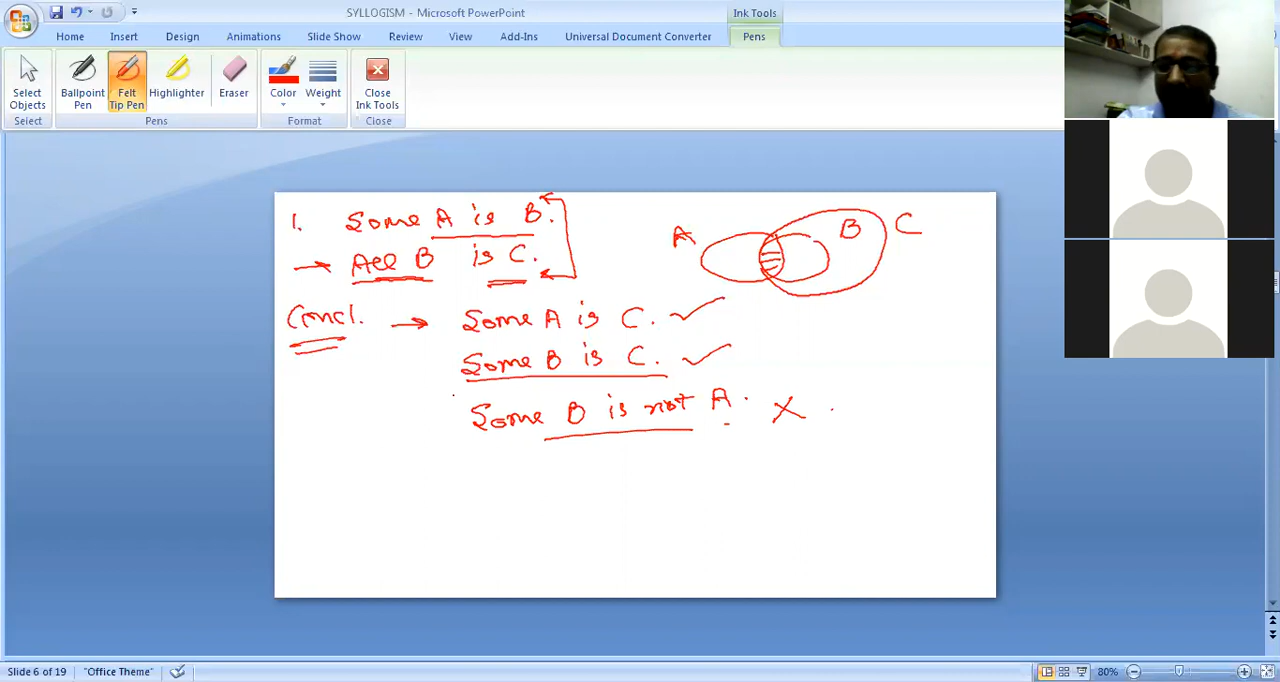 SYLLOGISM - Microsoft PowerPoint
Ink Tools
Home Insert Design Animations Slide Show Review View Add-Ins Universal Document Converter Pens
Select Objects
Ballpoint Pen
Felt Tip Pen
Highlighter
Eraser
Color
Weight
Close Ink Tools
Select Pens Format Close
1. Some A is B.
→ All B is C.
Concl. → Some A is C. ✓
Some B is C. ✓
Some B is not A. X
A B C
Slide 6 of 19 "Office Theme" 80%